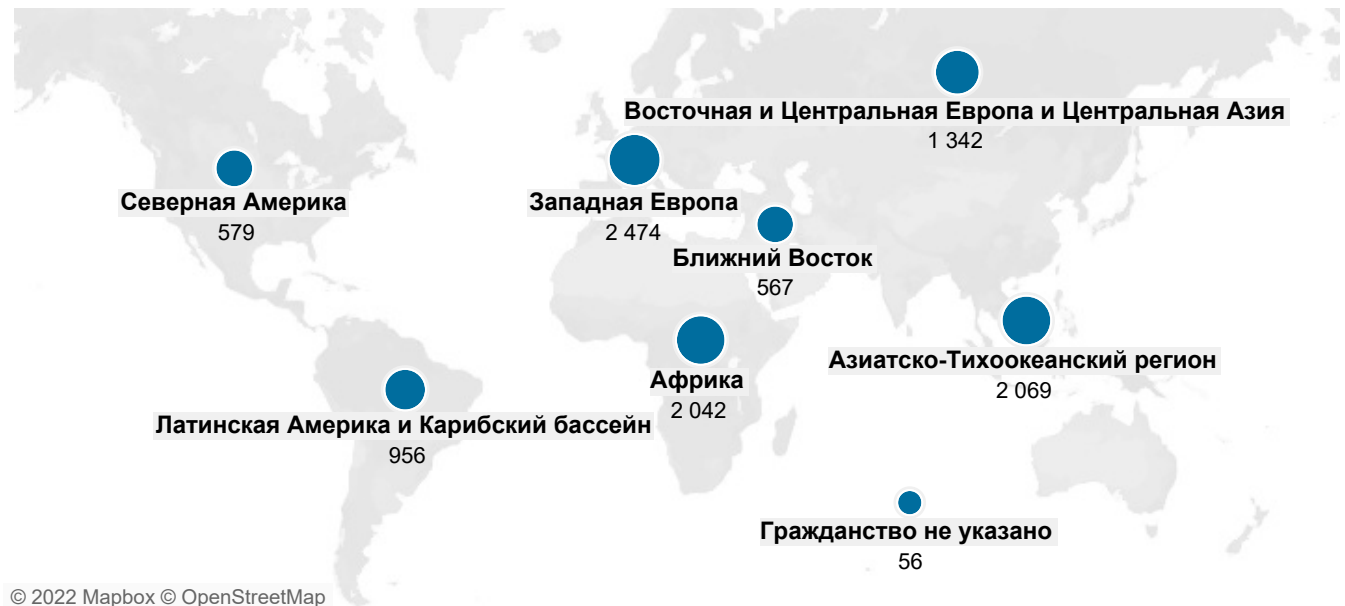 Восточная и Центральная Европа и Центральная Азия
1 342
Северная Америка
579
Западная Европа
2 474
Ближний Восток
567
Азиатско-Тихоокеанский регион
2 069
Африка
2 042
Латинская Америка и Карибский бассейн
956
Гражданство не указано
56
© 2022 Mapbox © OpenStreetMap